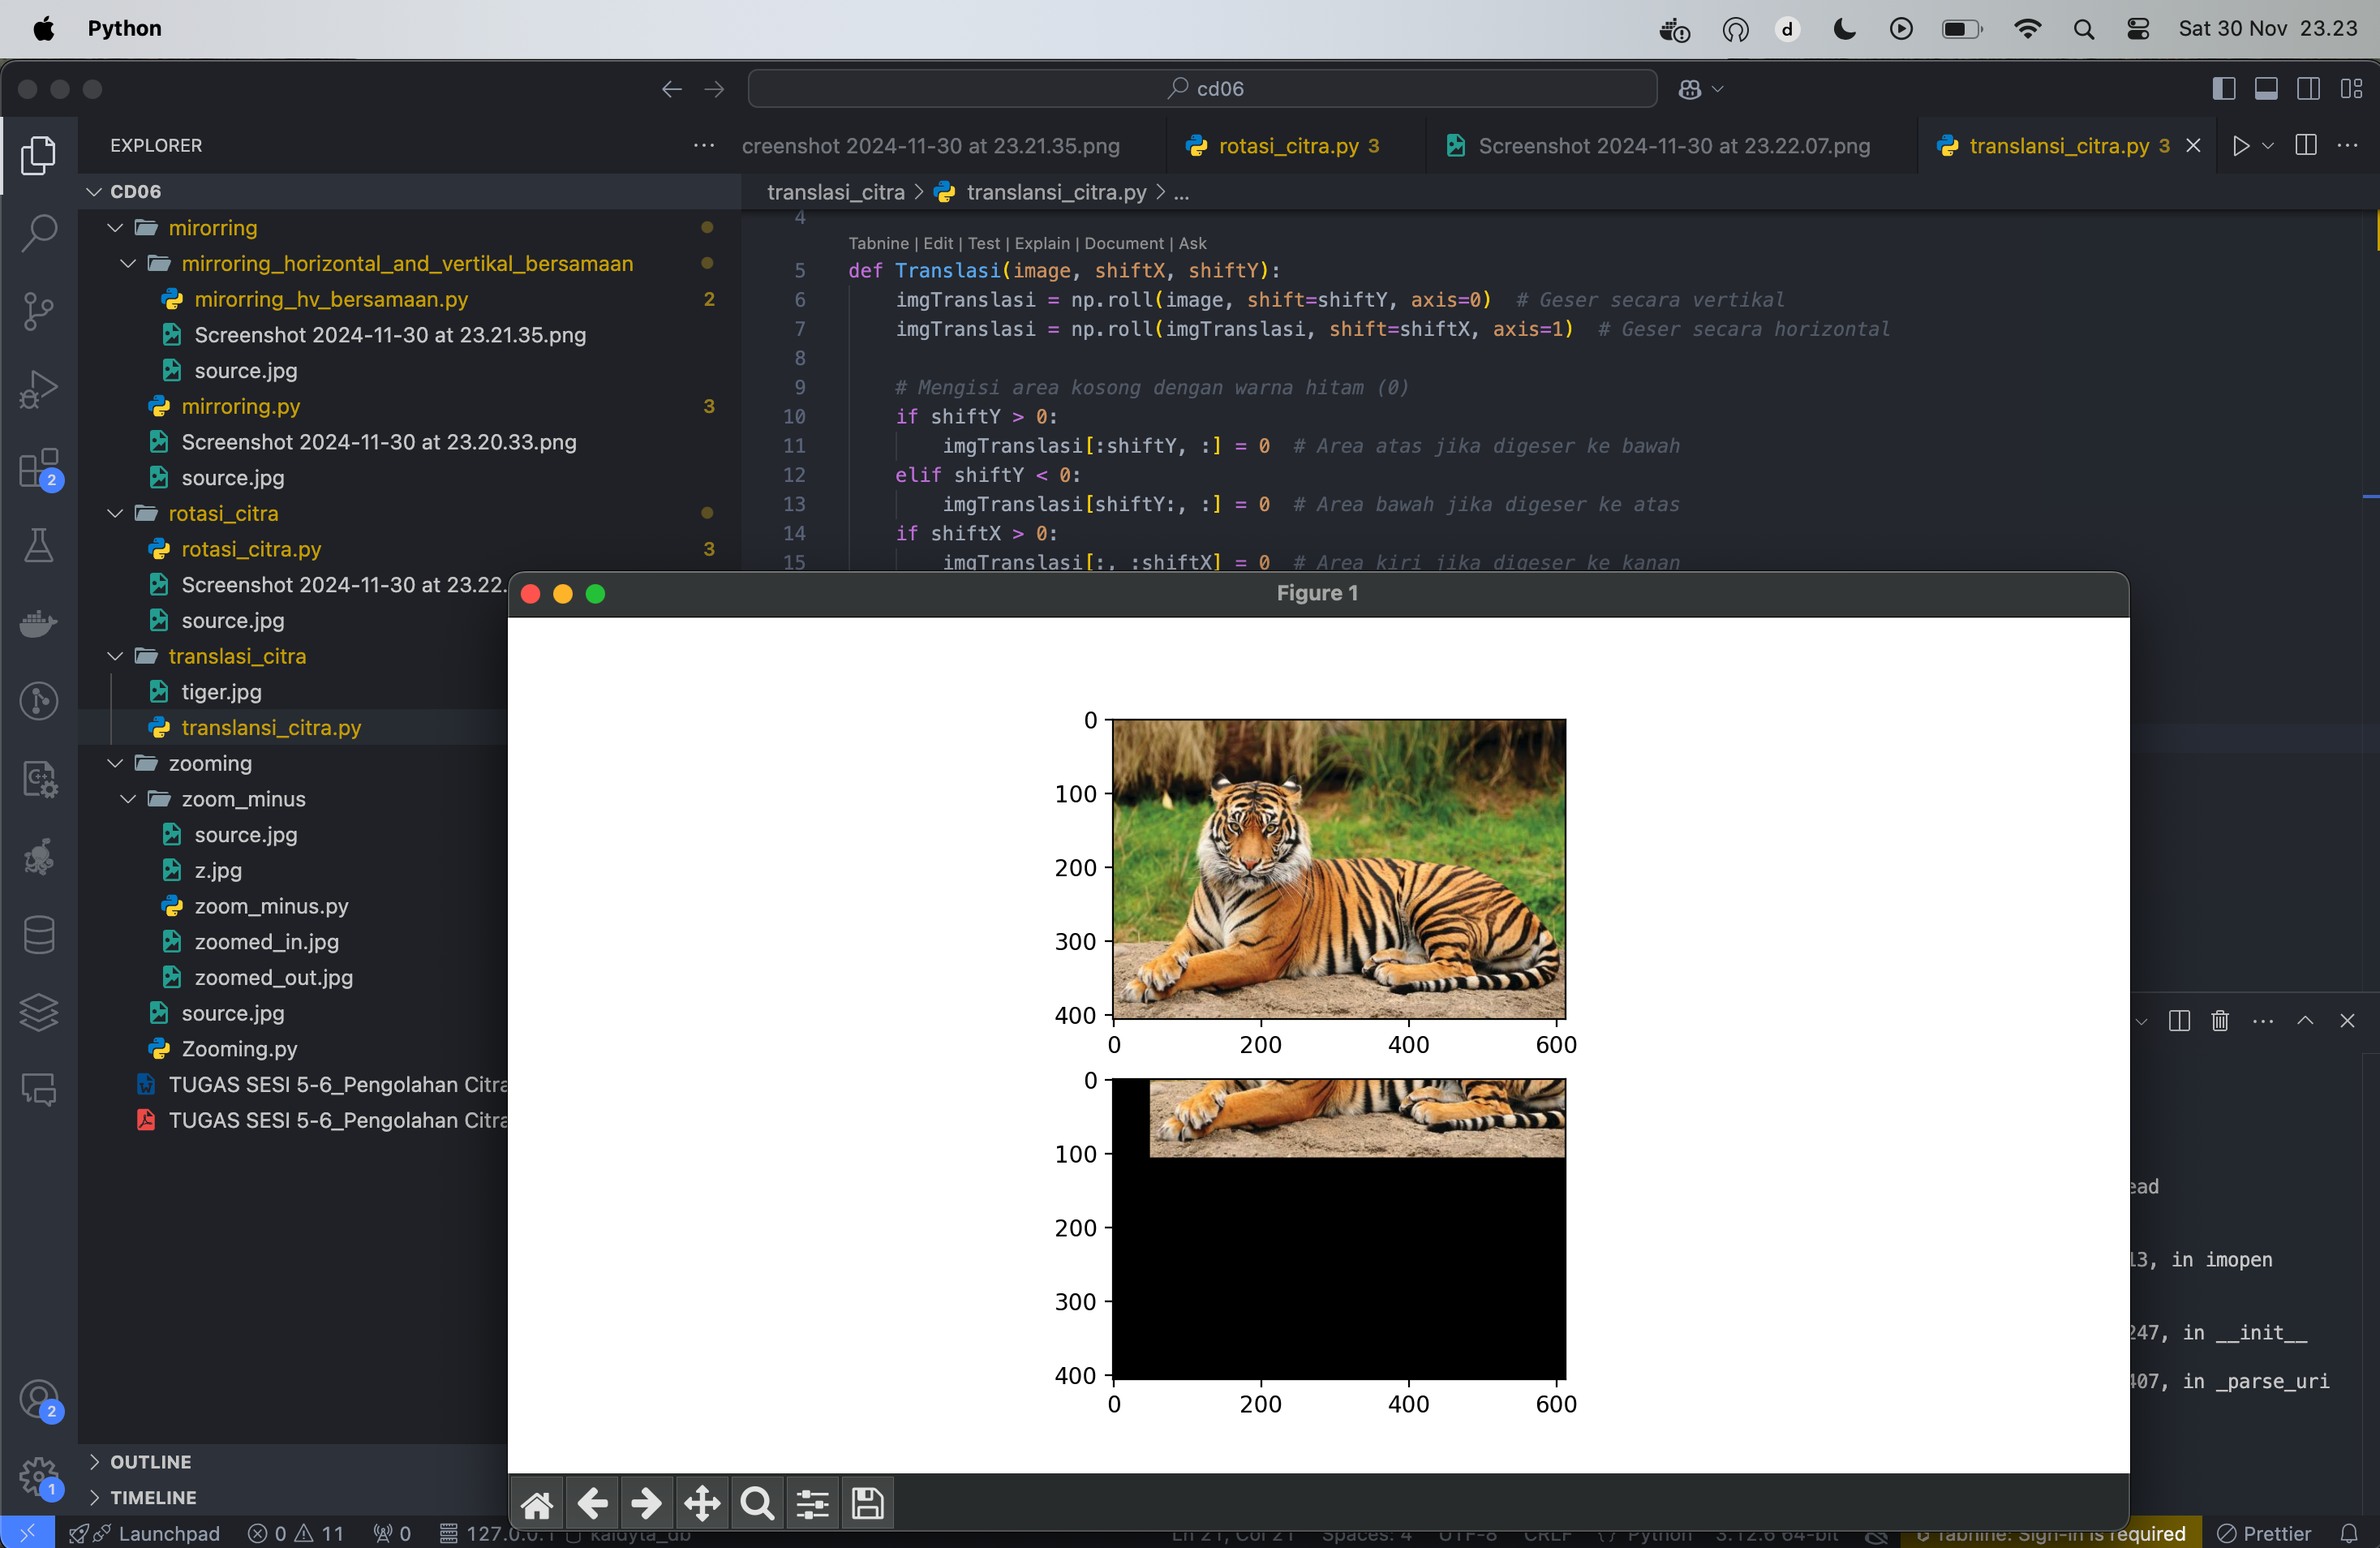 Python
d
Sat 30 Nov 23.23
cd06
EXPLORER
creenshot 2024-11-30 at 23.21.35.png
rotasi_citra.py 3
Screenshot 2024-11-30 at 23.22.07.png
translansi_citra.py 3
CD06
translasi_citra > translansi_citra.py > ...
mirorring
mirroring_horizontal_and_vertikal_bersamaan
mirorring_hv_bersamaan.py 2
Screenshot 2024-11-30 at 23.21.35.png
source.jpg
mirroring.py 3
Screenshot 2024-11-30 at 23.20.33.png
source.jpg
rotasi_citra
rotasi_citra.py 3
Screenshot 2024-11-30 at 23.22.
source.jpg
translasi_citra
tiger.jpg
translansi_citra.py
zooming
zoom_minus
source.jpg
z.jpg
zoom_minus.py
zoomed_in.jpg
zoomed_out.jpg
source.jpg
Zooming.py
TUGAS SESI 5-6_Pengolahan Citra
TUGAS SESI 5-6_Pengolahan Citra
OUTLINE
TIMELINE
2
2
1
4
Tabnine | Edit | Test | Explain | Document | Ask
5 def Translasi(image, shiftX, shiftY):
6 imgTranslasi = np.roll(image, shift=shiftY, axis=0) # Geser secara vertikal
7 imgTranslasi = np.roll(imgTranslasi, shift=shiftX, axis=1) # Geser secara horizontal
8
9 # Mengisi area kosong dengan warna hitam (0)
10 if shiftY > 0:
11 imgTranslasi[:shiftY, :] = 0 # Area atas jika digeser ke bawah
12 elif shiftY < 0:
13 imgTranslasi[shiftY:, :] = 0 # Area bawah jika digeser ke atas
14 if shiftX > 0:
15 imgTranslasi[:, :shiftX] = 0 # Area kiri jika digeser ke kanan
Figure 1
0
100
200
300
400
0 200 400 600
0
100
200
300
400
0 200 400 600
ead
13, in imopen
247, in __init__
407, in _parse_uri
Launchpad 0 11 0 127.0.0.1 kaldyta_db
Ln 21, Col 21 Spaces: 4 UTF-8 CRLF {} Python 3.12.6 64-bit Tabnine: Sign-in is required Prettier